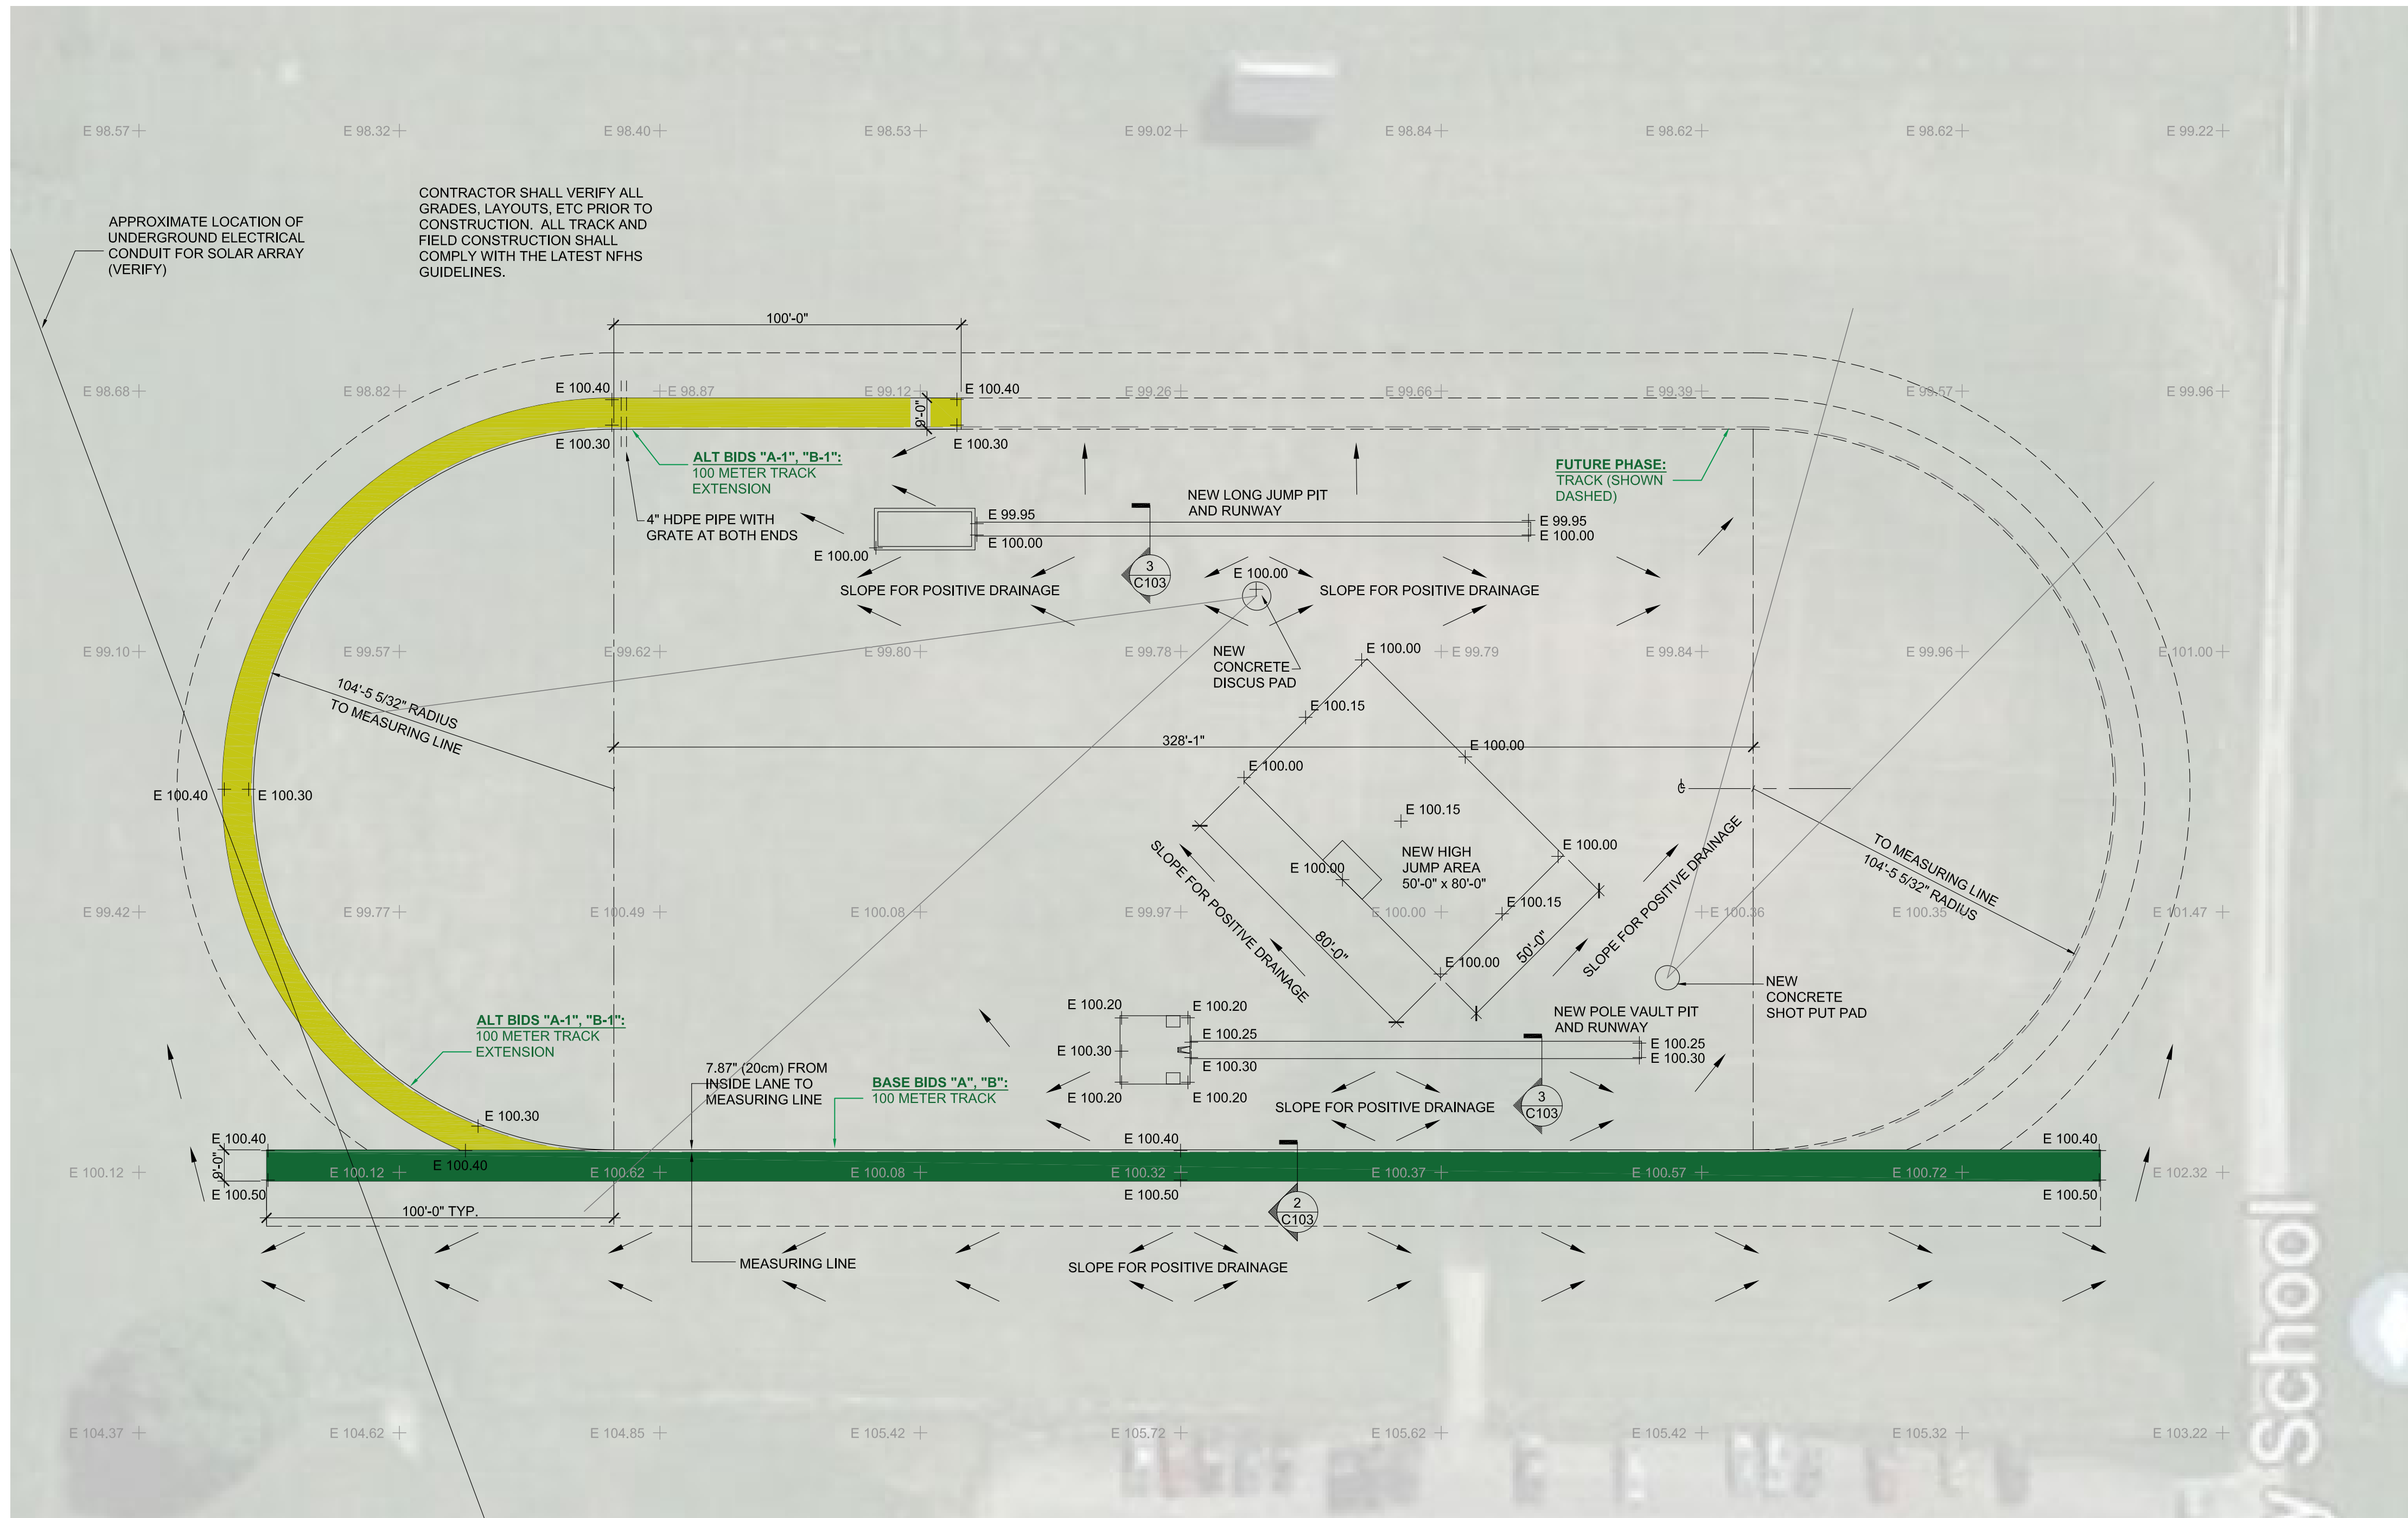 E 98.57
E 98.32
E 98.40
E 98.53
E 99.02
E 98.84
E 98.62
E 98.62
E 99.22
CONTRACTOR SHALL VERIFY ALL
GRADES, LAYOUTS, ETC PRIOR TO
CONSTRUCTION. ALL TRACK AND
FIELD CONSTRUCTION SHALL
COMPLY WITH THE LATEST NFHS
GUIDELINES.
APPROXIMATE LOCATION OF
UNDERGROUND ELECTRICAL
CONDUIT FOR SOLAR ARRAY
(VERIFY)
100'-0"
E 98.68
E 98.82
E 100.40
E 98.87
E 99.12
E 100.40
E 99.26
E 99.66
E 99.39
E 99.57
E 99.96
9'-0"
E 100.30
E 100.30
ALT BIDS "A-1", "B-1":
100 METER TRACK
EXTENSION
FUTURE PHASE:
TRACK (SHOWN
DASHED)
NEW LONG JUMP PIT
AND RUNWAY
4" HDPE PIPE WITH
GRATE AT BOTH ENDS
E 99.95
E 100.00
E 99.95
E 100.00
E 100.00
3
C103
E 100.00
SLOPE FOR POSITIVE DRAINAGE
SLOPE FOR POSITIVE DRAINAGE
E 99.10
E 99.57
E 99.62
E 99.80
E 99.78
NEW
CONCRETE
DISCUS PAD
E 100.00
E 99.79
E 99.84
E 99.96
E 101.00
104'-5 5/32" RADIUS
TO MEASURING LINE
E 100.15
328'-1"
E 100.00
E 100.00
E 100.40
E 100.30
E 100.15
℄
E 100.00
NEW HIGH
JUMP AREA
50'-0" x 80'-0"
E 100.00
SLOPE FOR POSITIVE DRAINAGE
SLOPE FOR POSITIVE DRAINAGE
TO MEASURING LINE
104'-5 5/32" RADIUS
E 99.42
E 99.77
E 100.49
E 100.08
E 99.97
E 100.00
E 100.15
E 100.36
E 100.35
E 101.47
80'-0"
50'-0"
E 100.00
NEW
CONCRETE
SHOT PUT PAD
ALT BIDS "A-1", "B-1":
100 METER TRACK
EXTENSION
E 100.20
E 100.20
NEW POLE VAULT PIT
AND RUNWAY
E 100.25
E 100.25
E 100.30
E 100.30
E 100.30
E 100.20
E 100.20
7.87" (20cm) FROM
INSIDE LANE TO
MEASURING LINE
BASE BIDS "A", "B":
100 METER TRACK
SLOPE FOR POSITIVE DRAINAGE
3
C103
E 100.30
E 100.40
E 100.40
E 100.40
9'-0"
E 100.40
E 100.12
E 100.12
E 100.62
E 100.08
E 100.32
E 100.37
E 100.57
E 100.72
E 102.32
E 100.50
E 100.50
E 100.50
100'-0" TYP.
2
C103
MEASURING LINE
SLOPE FOR POSITIVE DRAINAGE
E 104.37
E 104.62
E 104.85
E 105.42
E 105.72
E 105.62
E 105.42
E 105.32
E 103.22
y School